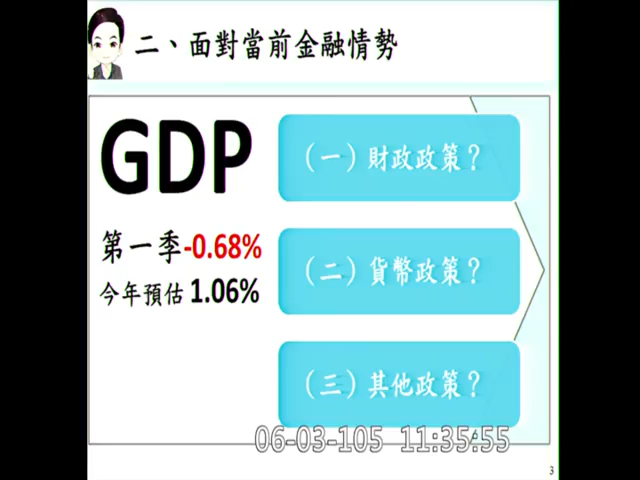 二、面對當前金融情勢
GDP
第一季-0.68%
今年預估 1.06%
(一)財政政策?
(二)貨幣政策?
(三)其他政策?
06-03-105 11:35:55
3